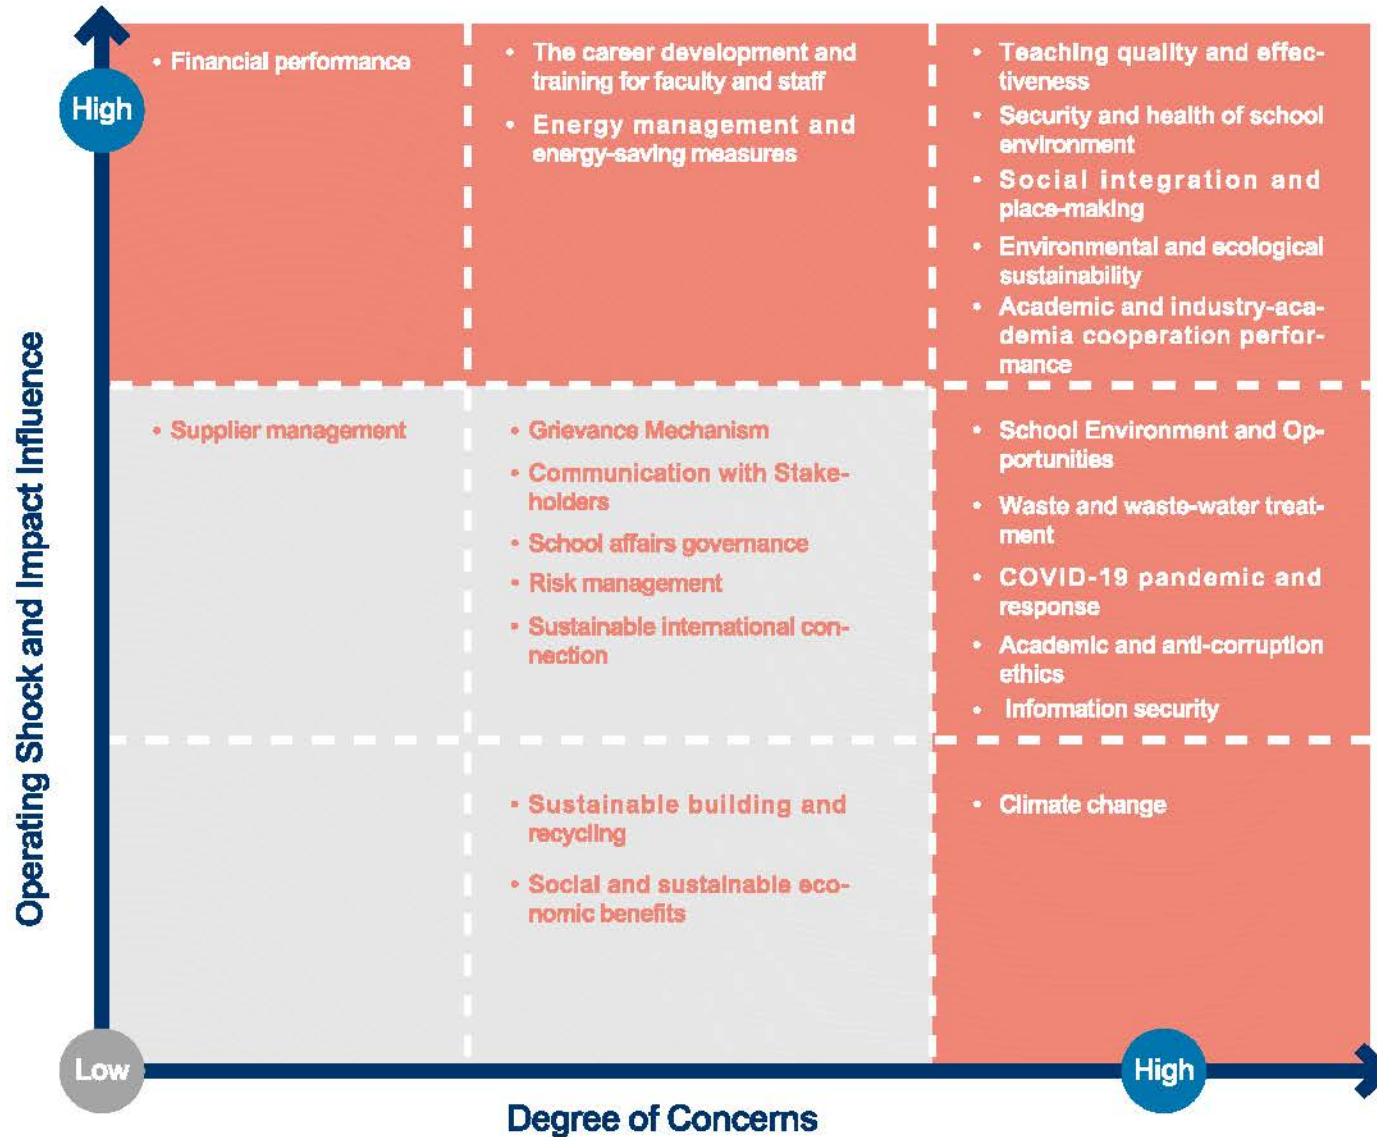 High
• Financial performance
• The career development and
training for faculty and staff
• Energy management and
energy-saving measures
• Teaching quality and effec-
tiveness
• Security and health of school
environment
• Social integration and
place-making
• Environmental and ecological
sustainability
• Academic and industry-aca-
demia cooperation perfor-
mance
Operating Shock and Impact Influence
• Supplier management
• Grievance Mechanism
• Communication with Stake-
holders
• School affairs governance
• Risk management
• Sustainable international con-
nection
• School Environment and Op-
portunities
• Waste and waste-water treat-
ment
• COVID-19 pandemic and
response
• Academic and anti-corruption
ethics
• Information security
• Sustainable building and
recycling
• Social and sustainable eco-
nomic benefits
• Climate change
Low
High
Degree of Concerns